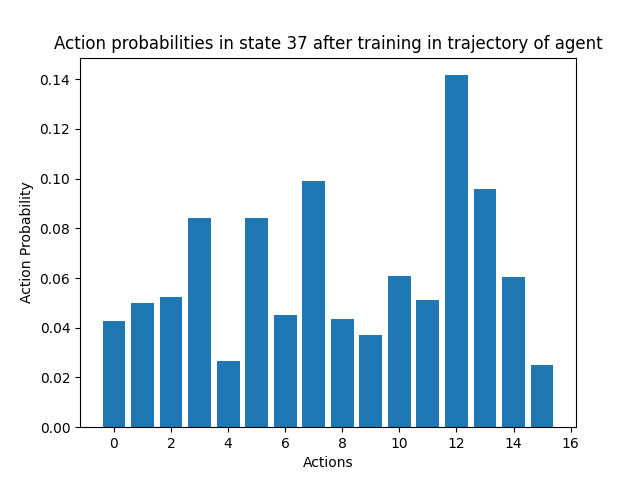 Action probabilities in state 37 after training in trajectory of agent
0.14
0.12
0.10
0.08
0.06
0.04
0.02
0.00
Action Probability
0 2 4 6 8 10 12 14 16
Actions